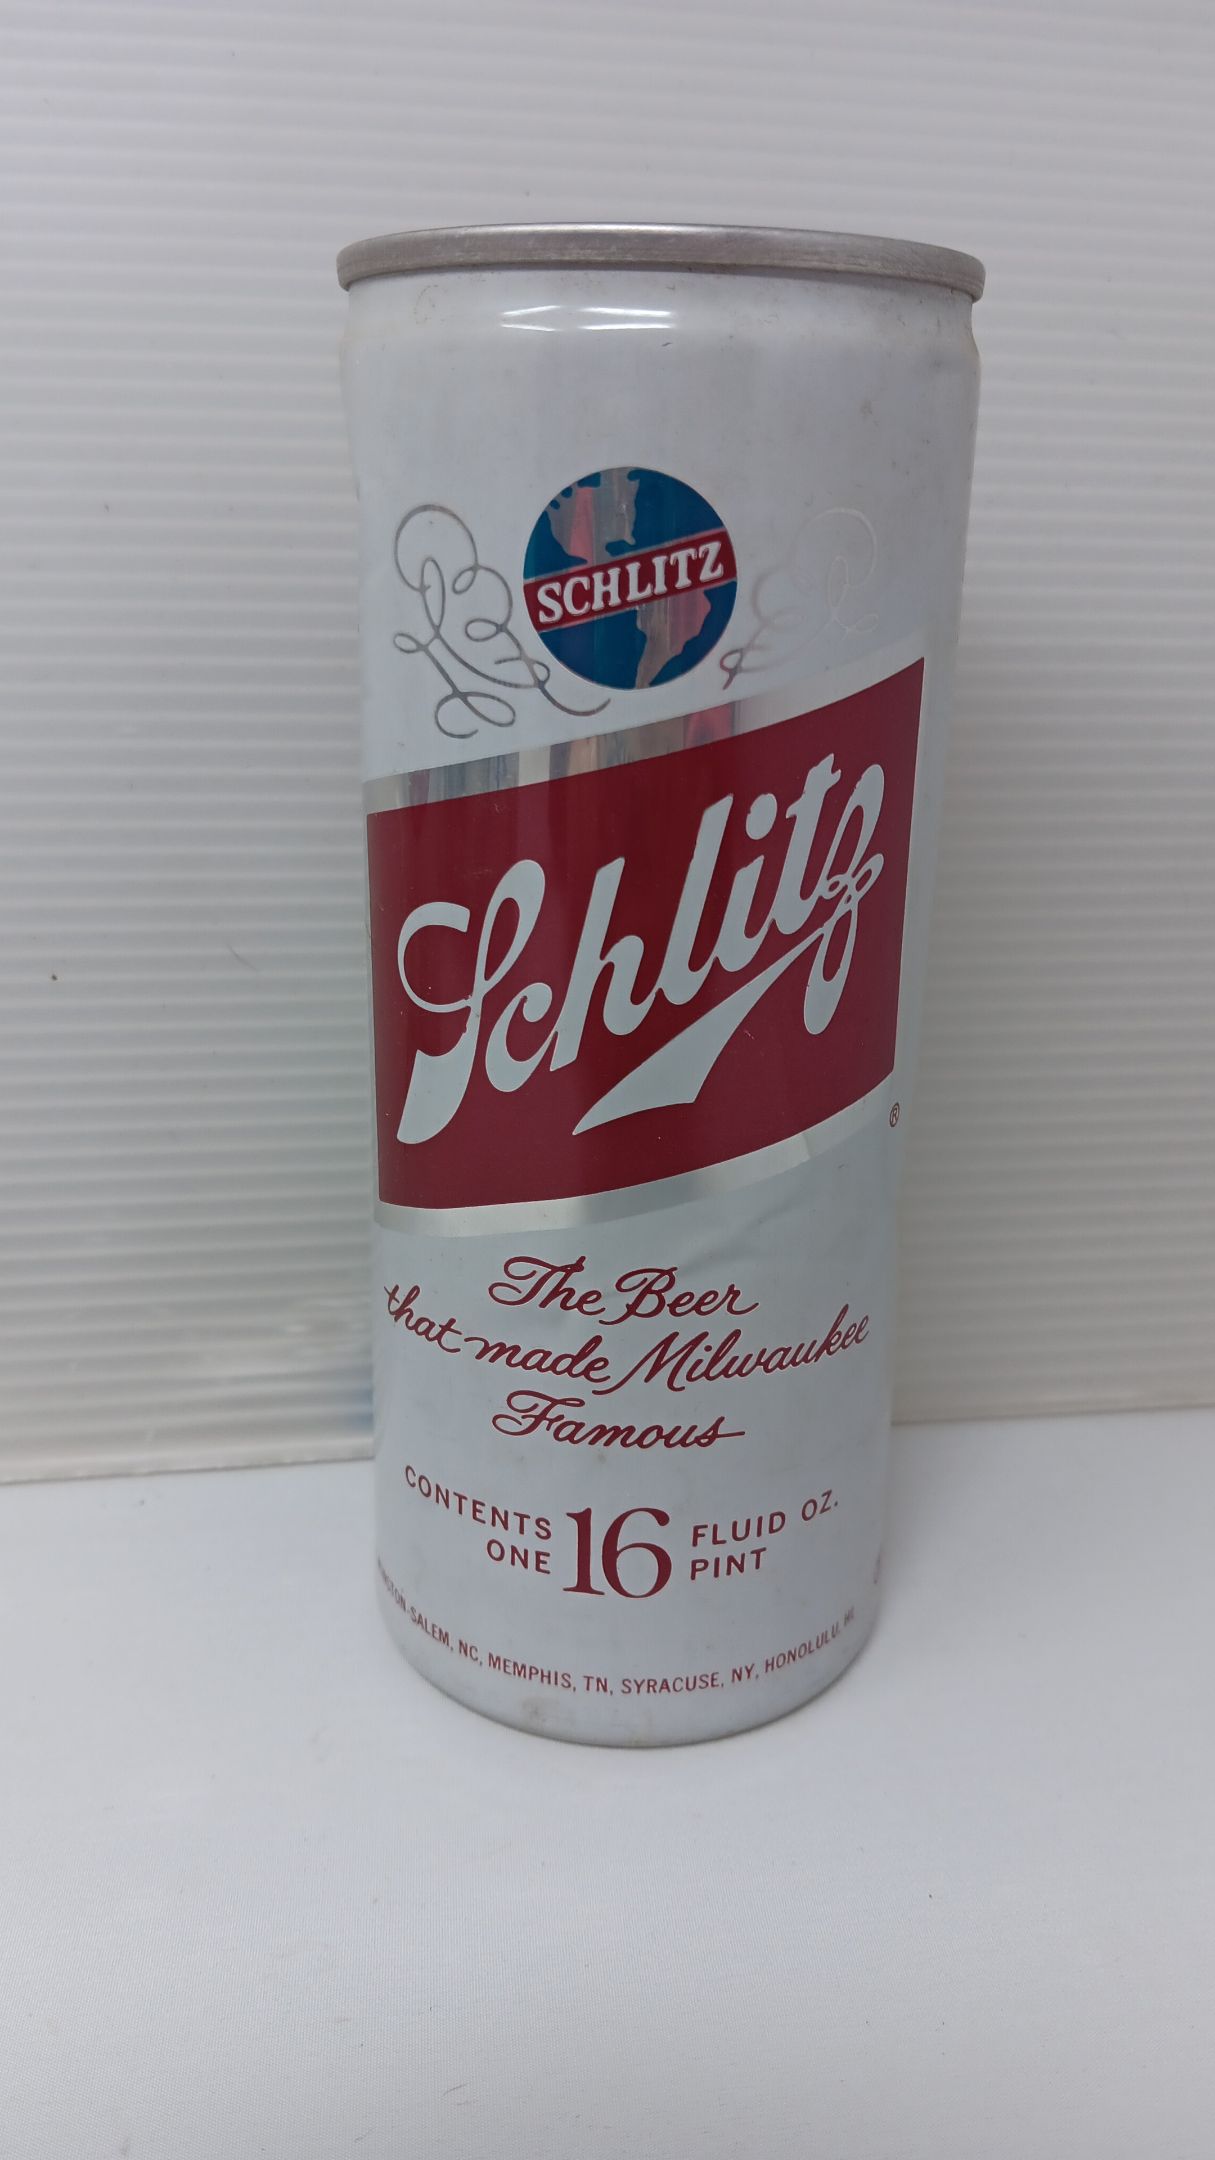 SCHLITZ
Schlitz
®
The Beer
that made Milwaukee
Famous
CONTENTS 16 FLUID OZ.
ONE PINT
SALEM, NC, MEMPHIS, TN, SYRACUSE, NY, HONOLULU, HI